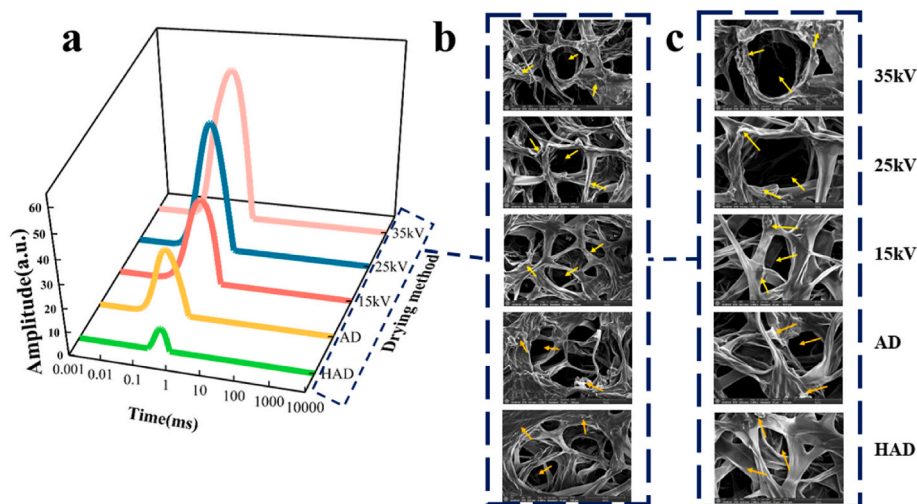 a
b
c
60
50
40
30
20
10
0
Amplitude(a.u.)
0.001
0.01
0.1
1
10
100
1000
10000
Time(ms)
35kV
25kV
15kV
AD
HAD
Drying method
35kV
25kV
15kV
AD
HAD